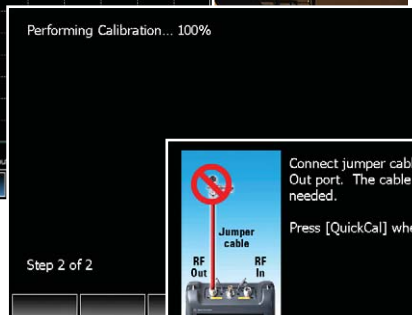 Performing Calibration... 100%
Connect jumper cabl
Out port. The cable
needed.
Press [QuickCal] whe
Jumper
cable
RF
Out
RF
In
Step 2 of 2